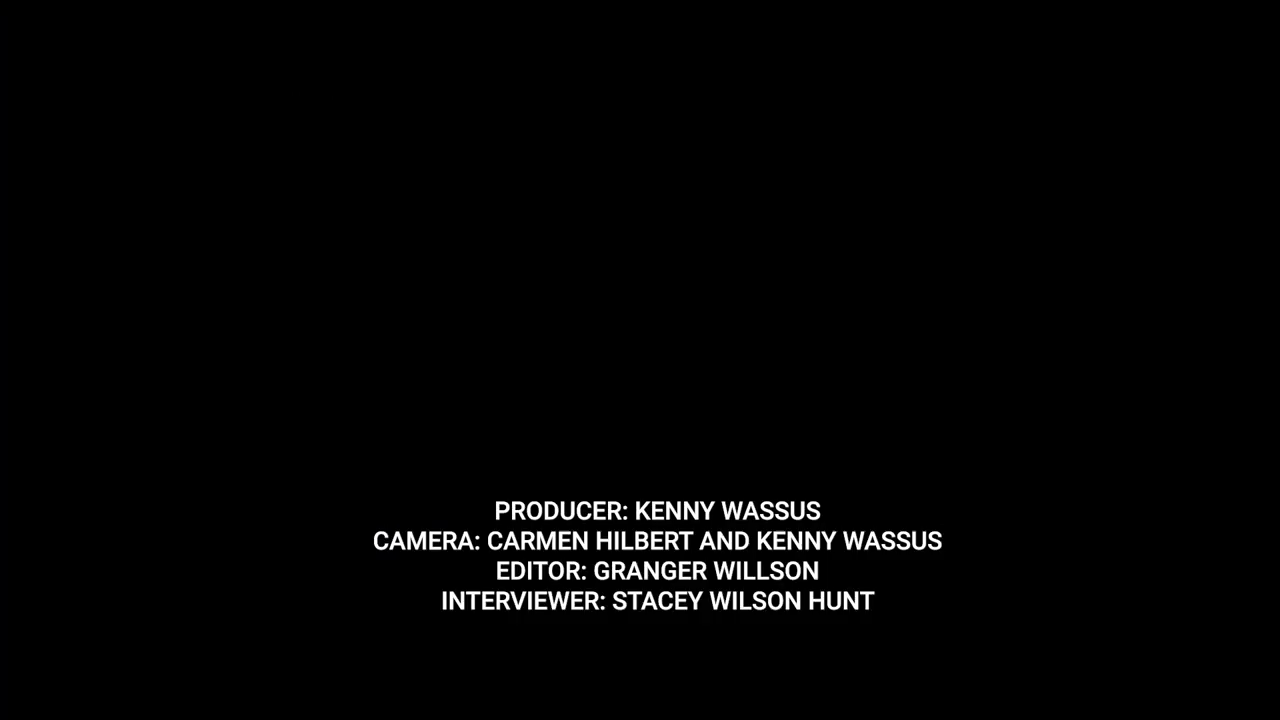 PRODUCER: KENNY WASSUS
CAMERA: CARMEN HILBERT AND KENNY WASSUS
EDITOR: GRANGER WILLSON
INTERVIEWER: STACEY WILSON HUNT